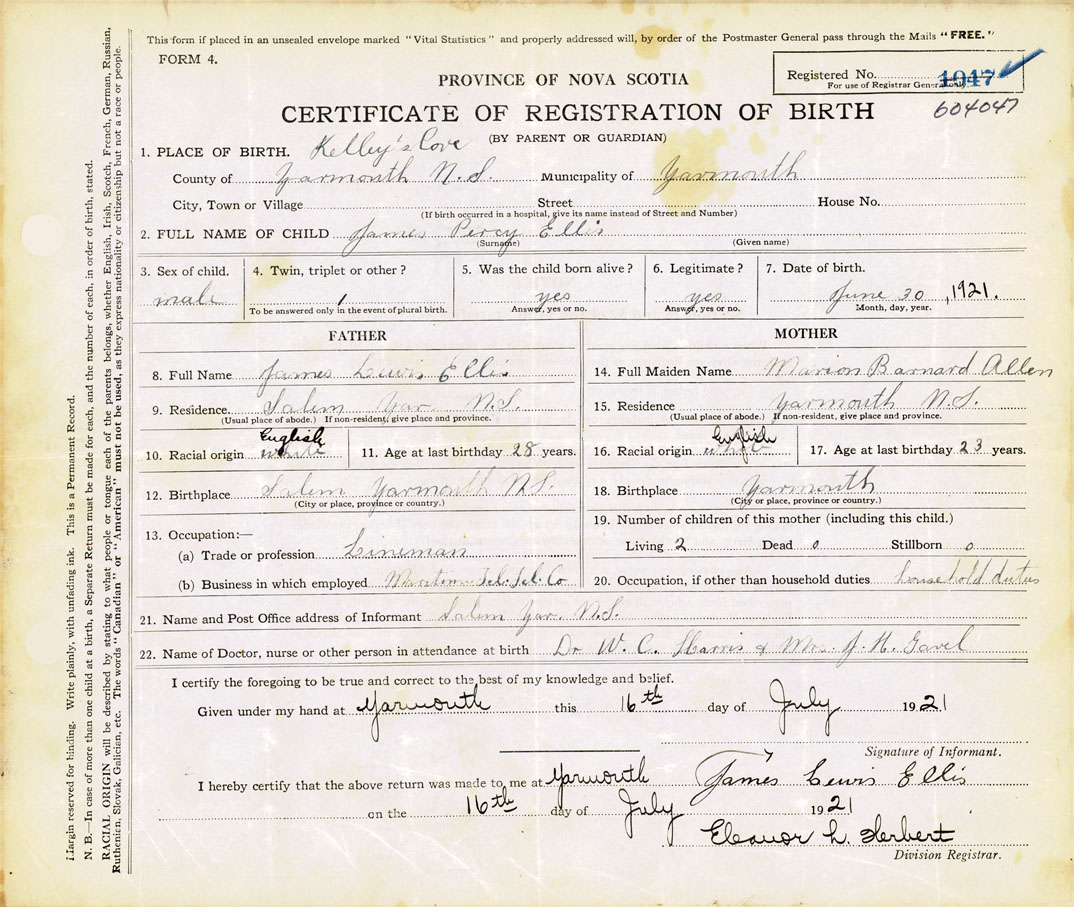 This form if placed in an unsealed envelope marked "Vital Statistics" and properly addressed will, by order of the Postmaster General pass through the Mails "FREE."
FORM 4.
PROVINCE OF NOVA SCOTIA
Registered No. 1047
For use of Registrar General only.
604047
CERTIFICATE OF REGISTRATION OF BIRTH
(BY PARENT OR GUARDIAN)
1. PLACE OF BIRTH. Kelley's Cove
County of Yarmouth N.S. Municipality of Yarmouth
City, Town or Village Street House No.
(If birth occurred in a hospital, give its name instead of Street and Number)
2. FULL NAME OF CHILD James Percy Ellis
(Surname) (Given name)
3. Sex of child. 4. Twin, triplet or other? 5. Was the child born alive? 6. Legitimate? 7. Date of birth.
male 1 yes yes June 30, 1921.
To be answered only in the event of plural birth. Answer, yes or no. Answer, yes or no. Month, day, year.
FATHER
8. Full Name James Lewis Ellis
9. Residence Salem Yar. N.S.
(Usual place of abode.) If non-resident, give place and province.
English
10. Racial origin white 11. Age at last birthday 28 years.
12. Birthplace Salem Yarmouth N.S.
(City or place, province or country.)
13. Occupation:—
(a) Trade or profession Lineman
(b) Business in which employed Maritime Tel. Tel. Co
MOTHER
14. Full Maiden Name Marion Barnard Allen
15. Residence Yarmouth N.S.
(Usual place of abode.) If non-resident, give place and province.
English
16. Racial origin white 17. Age at last birthday 23 years.
18. Birthplace Yarmouth
(City or place, province or country.)
19. Number of children of this mother (including this child.)
Living 2 Dead 0 Stillborn 0
20. Occupation, if other than household duties household duties
21. Name and Post Office address of Informant Salem Yar. N.S.
22. Name of Doctor, nurse or other person in attendance at birth Dr W. C. Harris & Mrs. J. H. Gavel
I certify the foregoing to be true and correct to the best of my knowledge and belief.
Given under my hand at Yarmouth this 16th day of July 1921
Signature of Informant.
James Lewis Ellis
I hereby certify that the above return was made to me at Yarmouth
on the 16th day of July 1921
Eleanor L. Herbert
Division Registrar.
Margin reserved for binding. Write plainly, with unfading ink. This is a Permanent Record.
N. B.—In case of more than one child at a birth, a Separate Return must be made for each, and the number of each, in order of birth, stated.
RACIAL ORIGIN will be described by stating to what people or tongue each of the parents belongs, whether English, Irish, Scotch, French, German, Russian,
Ruthenian, Slovak, Galician, etc. The words "Canadian" or "American" must not be used, as they express nationality or citizenship but not a race or people.